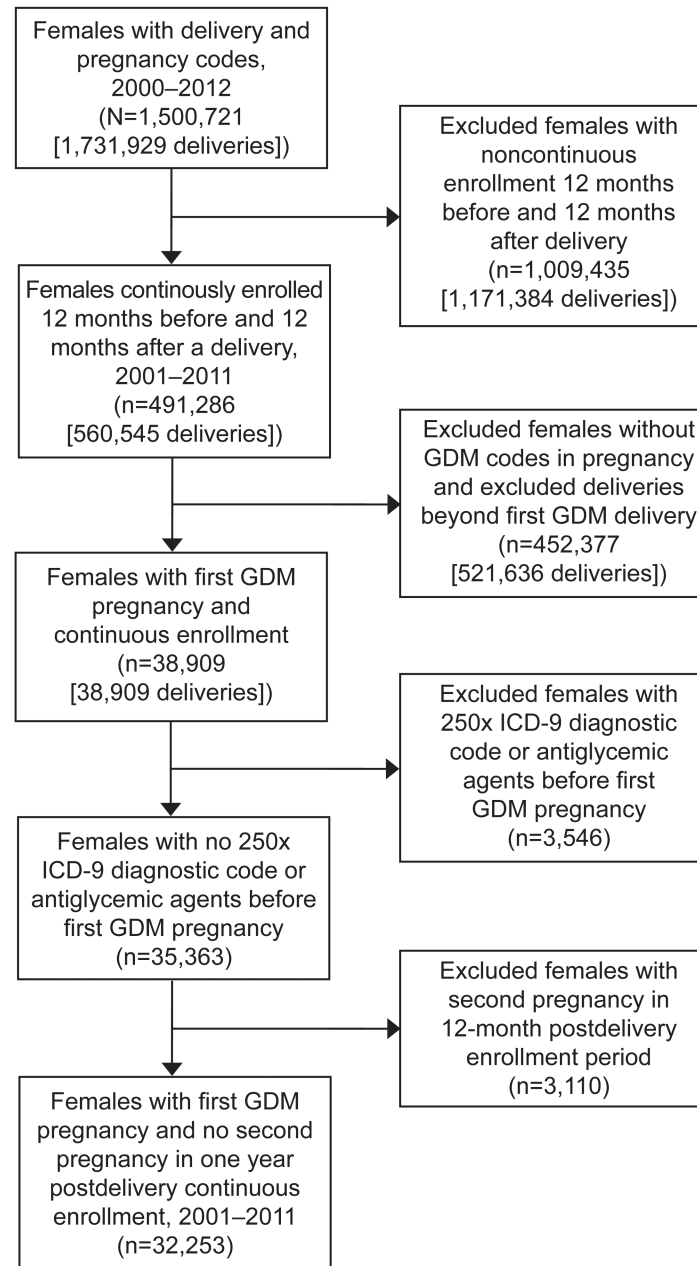 Females with delivery and
pregnancy codes,
2000–2012
(N=1,500,721
[1,731,929 deliveries])
Excluded females with
noncontinuous
enrollment 12 months
before and 12 months
after delivery
(n=1,009,435
[1,171,384 deliveries])
Females continously enrolled
12 months before and 12
months after a delivery,
2001–2011
(n=491,286
[560,545 deliveries])
Excluded females without
GDM codes in pregnancy
and excluded deliveries
beyond first GDM delivery
(n=452,377
[521,636 deliveries])
Females with first GDM
pregnancy and
continuous enrollment
(n=38,909
[38,909 deliveries])
Excluded females with
250x ICD-9 diagnostic
code or antiglycemic
agents before first
GDM pregnancy
(n=3,546)
Females with no 250x
ICD-9 diagnostic code or
antiglycemic agents before
first GDM pregnancy
(n=35,363)
Excluded females with
second pregnancy in
12-month postdelivery
enrollment period
(n=3,110)
Females with first GDM
pregnancy and no second
pregnancy in one year
postdelivery continuous
enrollment, 2001–2011
(n=32,253)